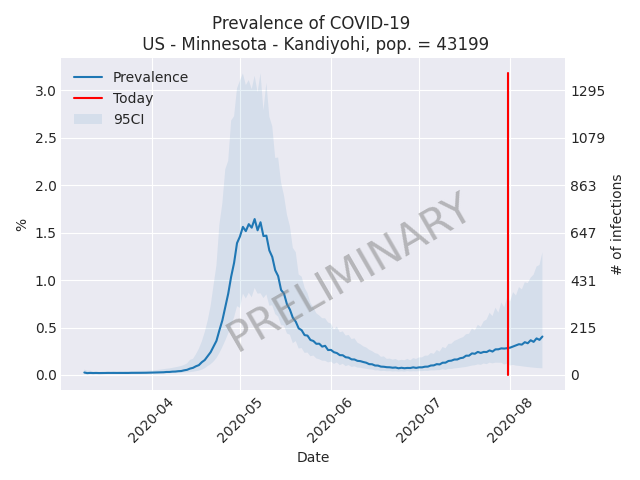 Prevalence of COVID-19
US - Minnesota - Kandiyohi, pop. = 43199
Prevalence
Today
95CI
3.0
2.5
2.0
1.5
1.0
0.5
0.0
%
1295
1079
863
647
431
215
0
# of infections
PRELIMINARY
2020-04
2020-05
2020-06
2020-07
2020-08
Date